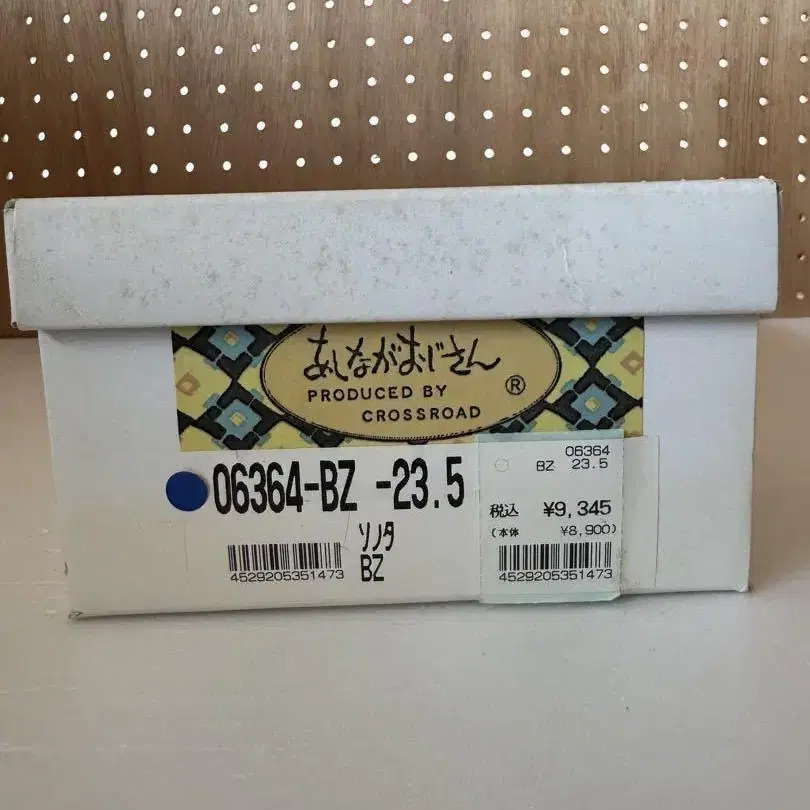 あしながおじさん
PRODUCED BY
CROSSROAD
®
06364-BZ -23.5
ソノタ
BZ
4529205351473
06364
BZ 23.5
税込 ¥9,345
(本体 ¥8,900)
4529205351473